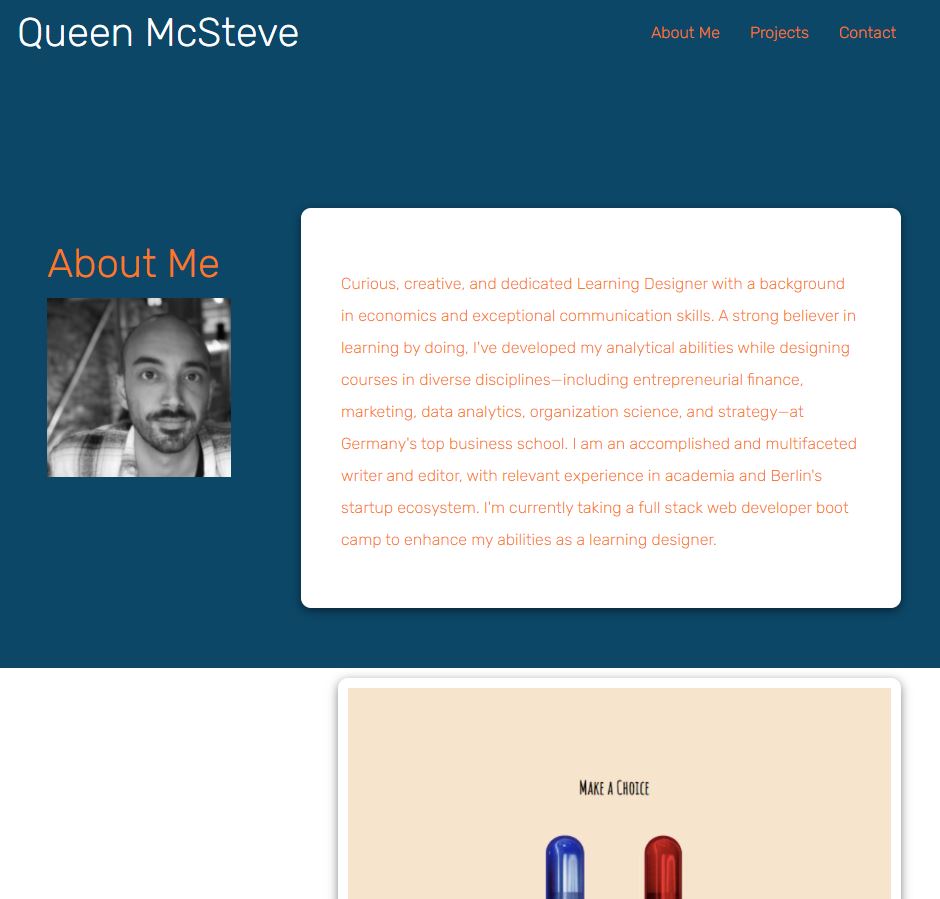 Queen McSteve
About Me
Projects
Contact
About Me
Curious, creative, and dedicated Learning Designer with a background
in economics and exceptional communication skills. A strong believer in
learning by doing, I've developed my analytical abilities while designing
courses in diverse disciplines—including entrepreneurial finance,
marketing, data analytics, organization science, and strategy—at
Germany's top business school. I am an accomplished and multifaceted
writer and editor, with relevant experience in academia and Berlin's
startup ecosystem. I'm currently taking a full stack web developer boot
camp to enhance my abilities as a learning designer.
Make a Choice